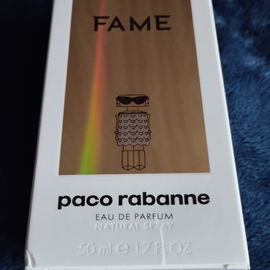 FAME
paco rabanne
EAU DE PARFUM
NATURAL SPRAY
50 ml e 1.7 FL.OZ